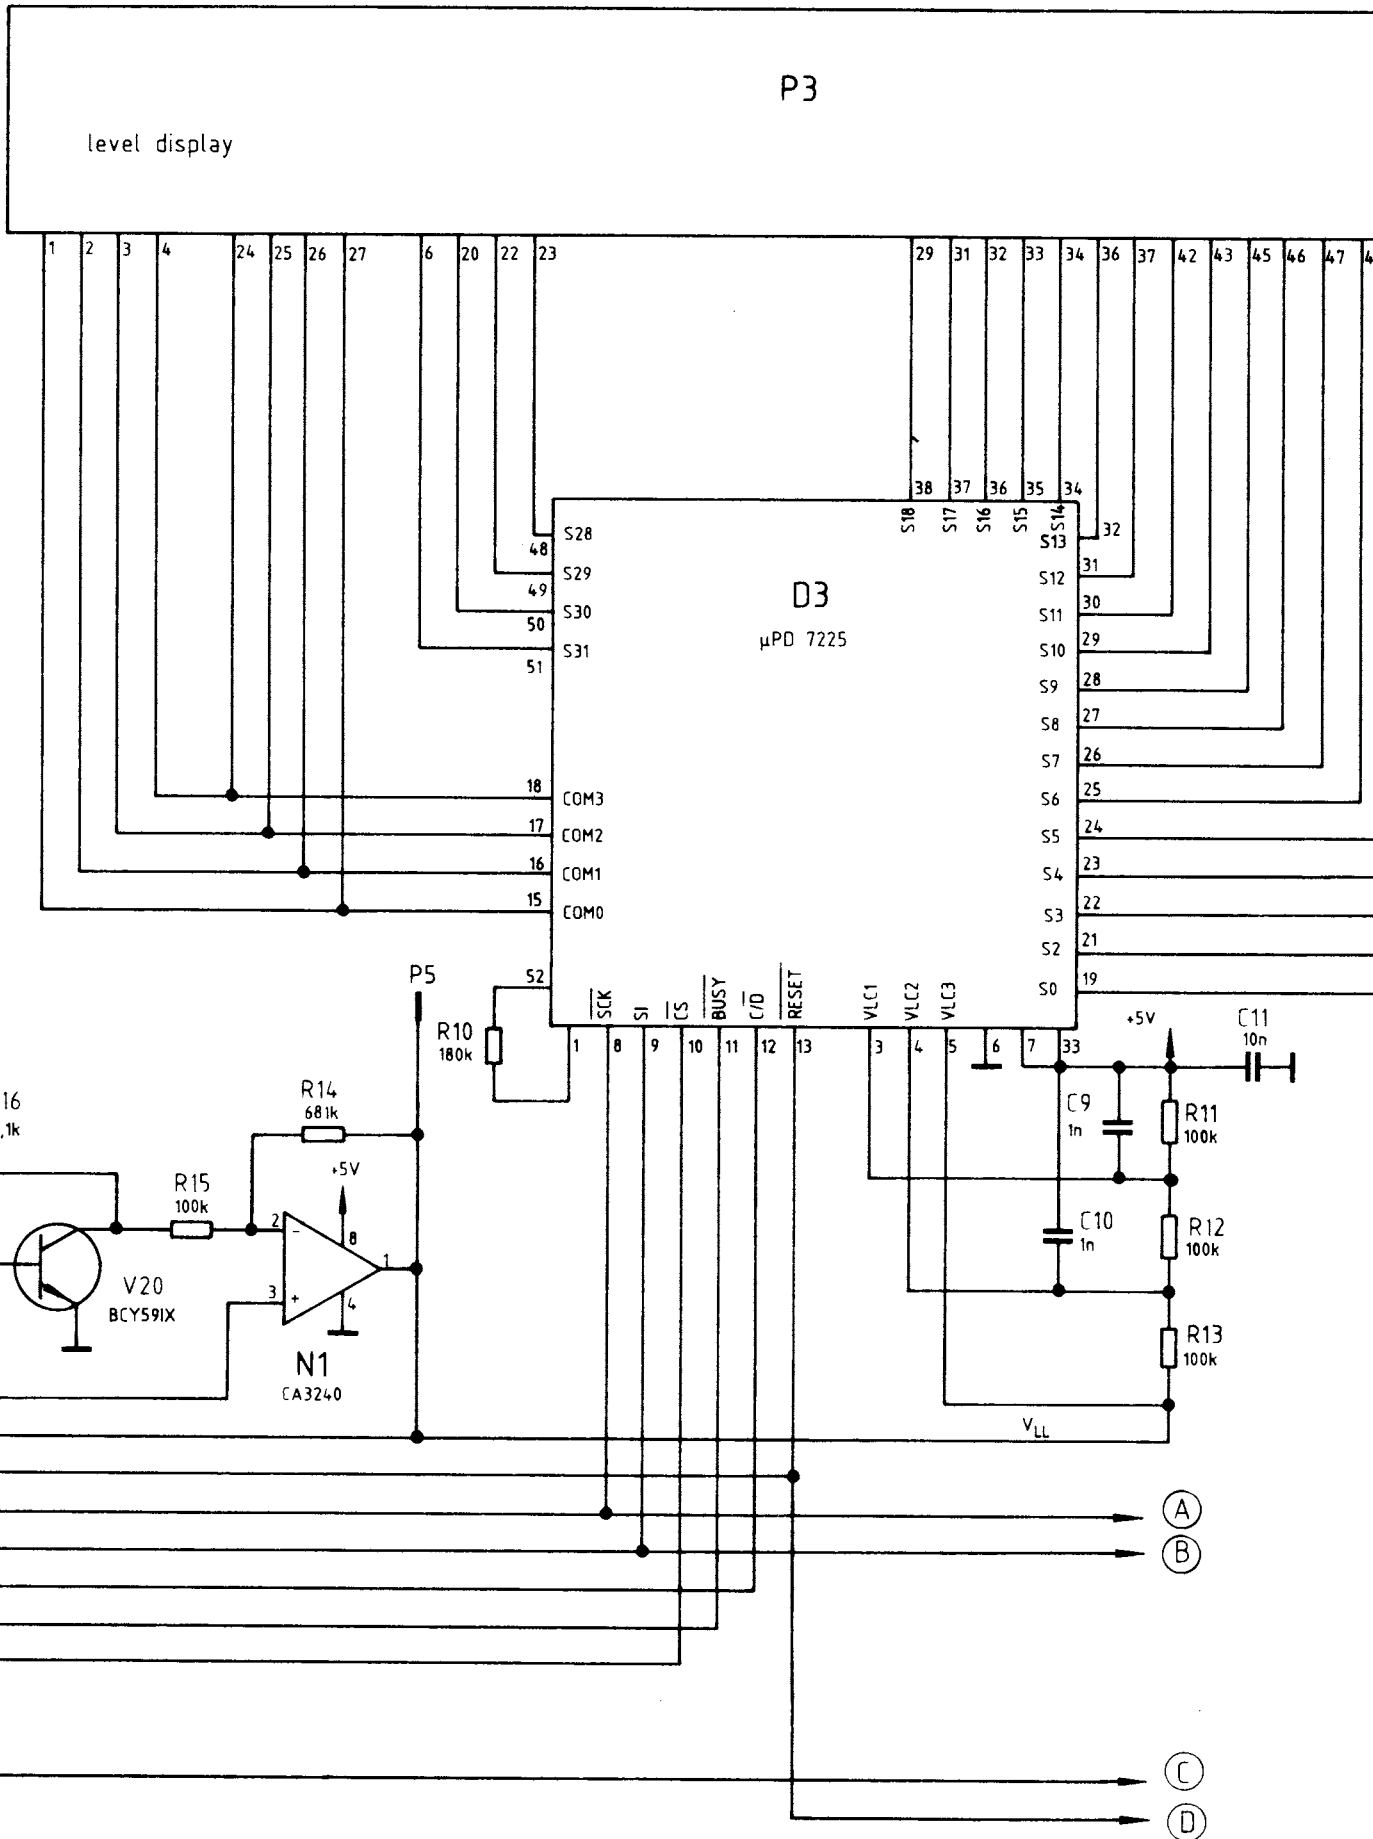 P3
level display
1 2 3 4 24 25 26 27 6 20 22 23 29 31 32 33 34 36 37 42 43 45 46 47 4
38 37 36 35 34
S18 S17 S16 S15 S14
48 S28
49 S29
50 S30
51 S31
D3
µPD 7225
S13 32
S12 31
S11 30
S10 29
S9 28
S8 27
S7 26
S6 25
S5 24
S4 23
S3 22
S2 21
S0 19
18 COM3
17 COM2
16 COM1
15 COM0
52
P5
SCK SI CS BUSY C/D RESET VLC1 VLC2 VLC3
1 8 9 10 11 12 13 3 4 5 6 7 33
R10
180k
+5V
C11
10n
R14
681k
16
,1k
C9
1n
R11
100k
R15
100k
+5V
2 - 8
1
3 + 4
V20
BCY59IX
N1
CA3240
C10
1n
R12
100k
R13
100k
VLL
A
B
C
D